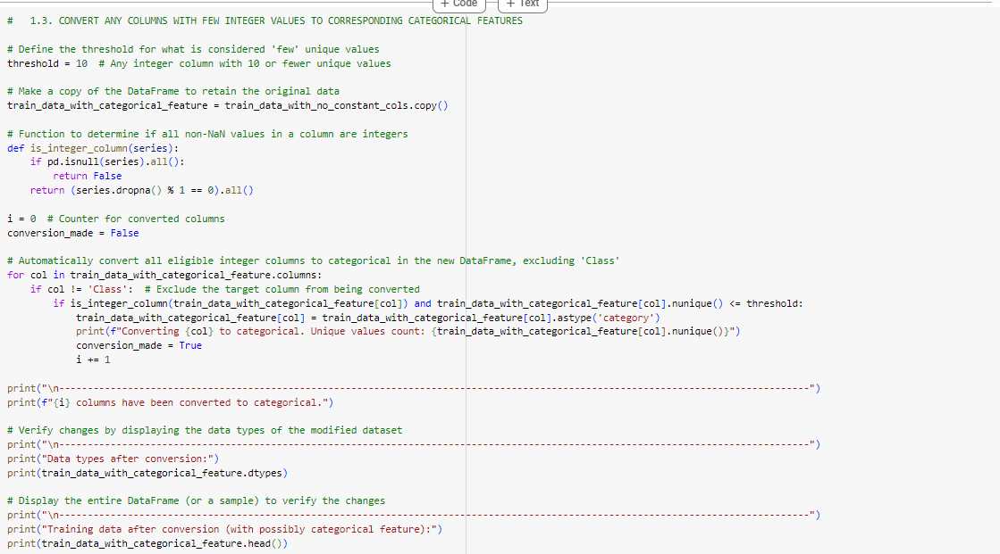 + Code + Text
# 1.3. CONVERT ANY COLUMNS WITH FEW INTEGER VALUES TO CORRESPONDING CATEGORICAL FEATURES
# Define the threshold for what is considered 'few' unique values
threshold = 10 # Any integer column with 10 or fewer unique values
# Make a copy of the DataFrame to retain the original data
train_data_with_categorical_feature = train_data_with_no_constant_cols.copy()
# Function to determine if all non-NaN values in a column are integers
def is_integer_column(series):
    if pd.isnull(series).all():
        return False
    return (series.dropna() % 1 == 0).all()
i = 0 # Counter for converted columns
conversion_made = False
# Automatically convert all eligible integer columns to categorical in the new DataFrame, excluding 'Class'
for col in train_data_with_categorical_feature.columns:
    if col != 'Class': # Exclude the target column from being converted
        if is_integer_column(train_data_with_categorical_feature[col]) and train_data_with_categorical_feature[col].nunique() <= threshold:
            train_data_with_categorical_feature[col] = train_data_with_categorical_feature[col].astype('category')
            print(f"Converting {col} to categorical. Unique values count: {train_data_with_categorical_feature[col].nunique()}")
            conversion_made = True
            i += 1
print("\n-----------------------------------------------------------------------------------------------------------------------------------")
print(f"{i} columns have been converted to categorical.")
# Verify changes by displaying the data types of the modified dataset
print("\n-----------------------------------------------------------------------------------------------------------------------------------")
print("Data types after conversion:")
print(train_data_with_categorical_feature.dtypes)
# Display the entire DataFrame (or a sample) to verify the changes
print("\n-----------------------------------------------------------------------------------------------------------------------------------")
print("Training data after conversion (with possibly categorical feature):")
print(train_data_with_categorical_feature.head())